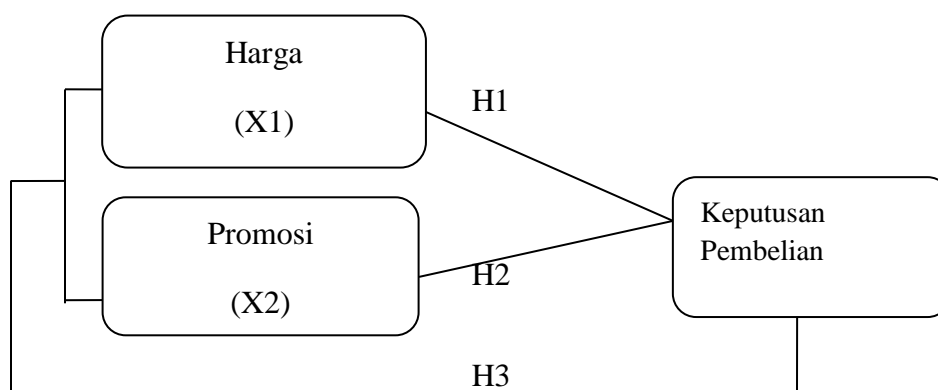 Harga
(X1)
H1
Promosi
(X2)
H2
Keputusan
Pembelian
H3